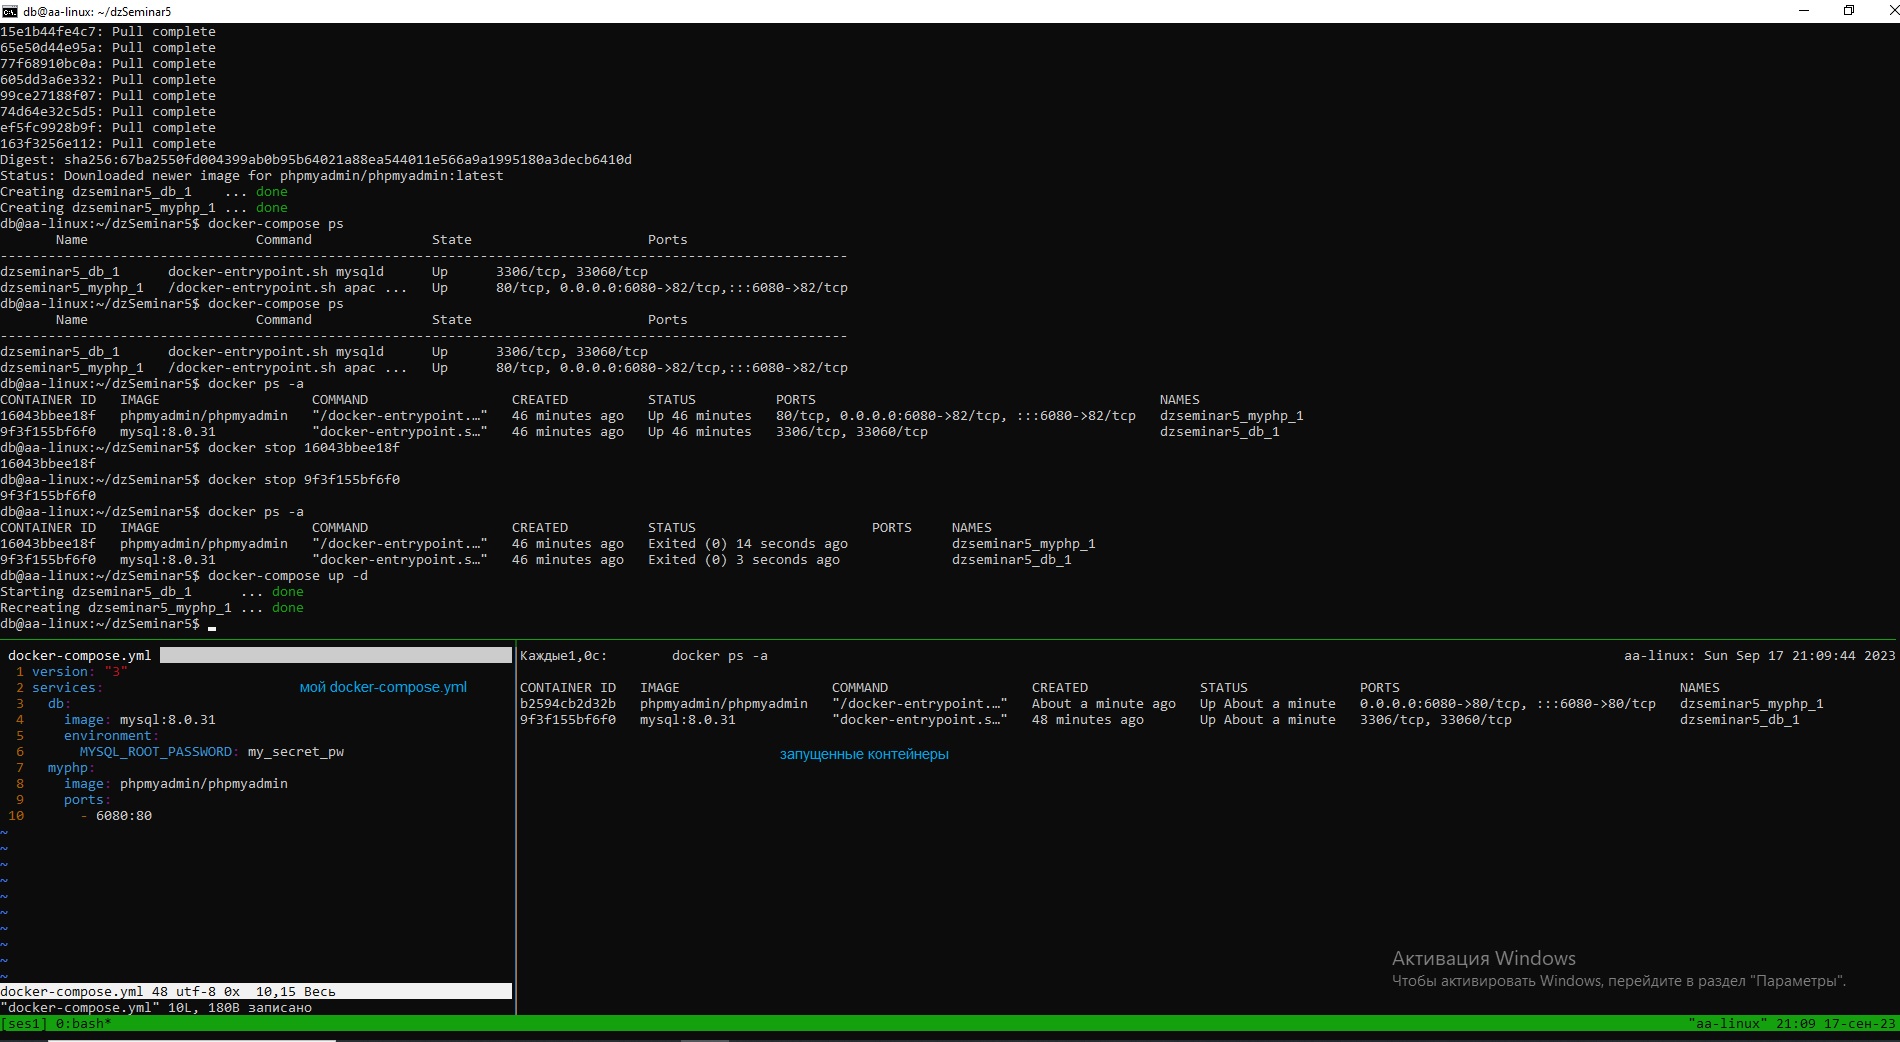 db@aa-linux: ~/dzSeminar5
15e1b44fe4c7: Pull complete
65e50d44e95a: Pull complete
77f68910bc0a: Pull complete
605dd3a6e332: Pull complete
99ce27188f07: Pull complete
74d64e32c5d5: Pull complete
ef5fc9928b9f: Pull complete
163f3256e112: Pull complete
Digest: sha256:67ba2550fd004399ab0b95b64021a88ea544011e566a9a1995180a3decb6410d
Status: Downloaded newer image for phpmyadmin/phpmyadmin:latest
Creating dzseminar5_db_1    ... done
Creating dzseminar5_myphp_1 ... done
db@aa-linux:~/dzSeminar5$ docker-compose ps
Name Command State Ports
----------------------------------------------------------------------------------------------------------
dzseminar5_db_1 docker-entrypoint.sh mysqld Up 3306/tcp, 33060/tcp
dzseminar5_myphp_1 /docker-entrypoint.sh apac ... Up 80/tcp, 0.0.0.0:6080->82/tcp,:::6080->82/tcp
db@aa-linux:~/dzSeminar5$ docker-compose ps
Name Command State Ports
----------------------------------------------------------------------------------------------------------
dzseminar5_db_1 docker-entrypoint.sh mysqld Up 3306/tcp, 33060/tcp
dzseminar5_myphp_1 /docker-entrypoint.sh apac ... Up 80/tcp, 0.0.0.0:6080->82/tcp,:::6080->82/tcp
db@aa-linux:~/dzSeminar5$ docker ps -a
CONTAINER ID IMAGE COMMAND CREATED STATUS PORTS NAMES
16043bbee18f phpmyadmin/phpmyadmin "/docker-entrypoint.…" 46 minutes ago Up 46 minutes 80/tcp, 0.0.0.0:6080->82/tcp, :::6080->82/tcp dzseminar5_myphp_1
9f3f155bf6f0 mysql:8.0.31 "docker-entrypoint.s…" 46 minutes ago Up 46 minutes 3306/tcp, 33060/tcp dzseminar5_db_1
db@aa-linux:~/dzSeminar5$ docker stop 16043bbee18f
16043bbee18f
db@aa-linux:~/dzSeminar5$ docker stop 9f3f155bf6f0
9f3f155bf6f0
db@aa-linux:~/dzSeminar5$ docker ps -a
CONTAINER ID IMAGE COMMAND CREATED STATUS PORTS NAMES
16043bbee18f phpmyadmin/phpmyadmin "/docker-entrypoint.…" 46 minutes ago Exited (0) 14 seconds ago dzseminar5_myphp_1
9f3f155bf6f0 mysql:8.0.31 "docker-entrypoint.s…" 46 minutes ago Exited (0) 3 seconds ago dzseminar5_db_1
db@aa-linux:~/dzSeminar5$ docker-compose up -d
Starting dzseminar5_db_1      ... done
Recreating dzseminar5_myphp_1 ... done
db@aa-linux:~/dzSeminar5$
docker-compose.yml
1 version: "3"
2 services:
мой docker-compose.yml
3   db:
4     image: mysql:8.0.31
5     environment:
6       MYSQL_ROOT_PASSWORD: my_secret_pw
7   myphp:
8     image: phpmyadmin/phpmyadmin
9     ports:
10       - 6080:80
~
~
~
~
~
~
~
~
~
~
docker-compose.yml 48 utf-8 0x  10,15 Весь
"docker-compose.yml" 10L, 180B записано
Каждые1,0с: docker ps -a aa-linux: Sun Sep 17 21:09:44 2023
CONTAINER ID IMAGE COMMAND CREATED STATUS PORTS NAMES
b2594cb2d32b phpmyadmin/phpmyadmin "/docker-entrypoint.…" About a minute ago Up About a minute 0.0.0.0:6080->80/tcp, :::6080->80/tcp dzseminar5_myphp_1
9f3f155bf6f0 mysql:8.0.31 "docker-entrypoint.s…" 48 minutes ago Up About a minute 3306/tcp, 33060/tcp dzseminar5_db_1
запущенные контейнеры
Активация Windows
Чтобы активировать Windows, перейдите в раздел "Параметры".
[ses1] 0:bash* "aa-linux" 21:09 17-сен-23